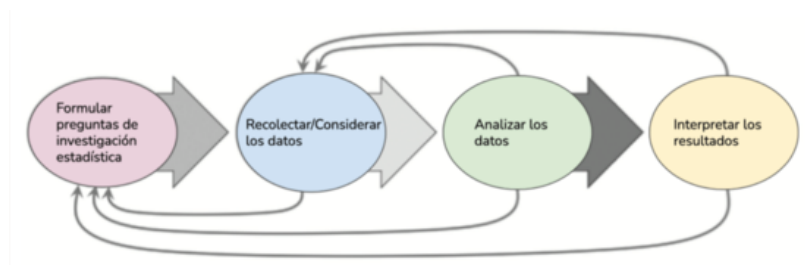 Formular
preguntas de
investigación
estadística
Recolectar/Considerar
los datos
Analizar los
datos
Interpretar los
resultados